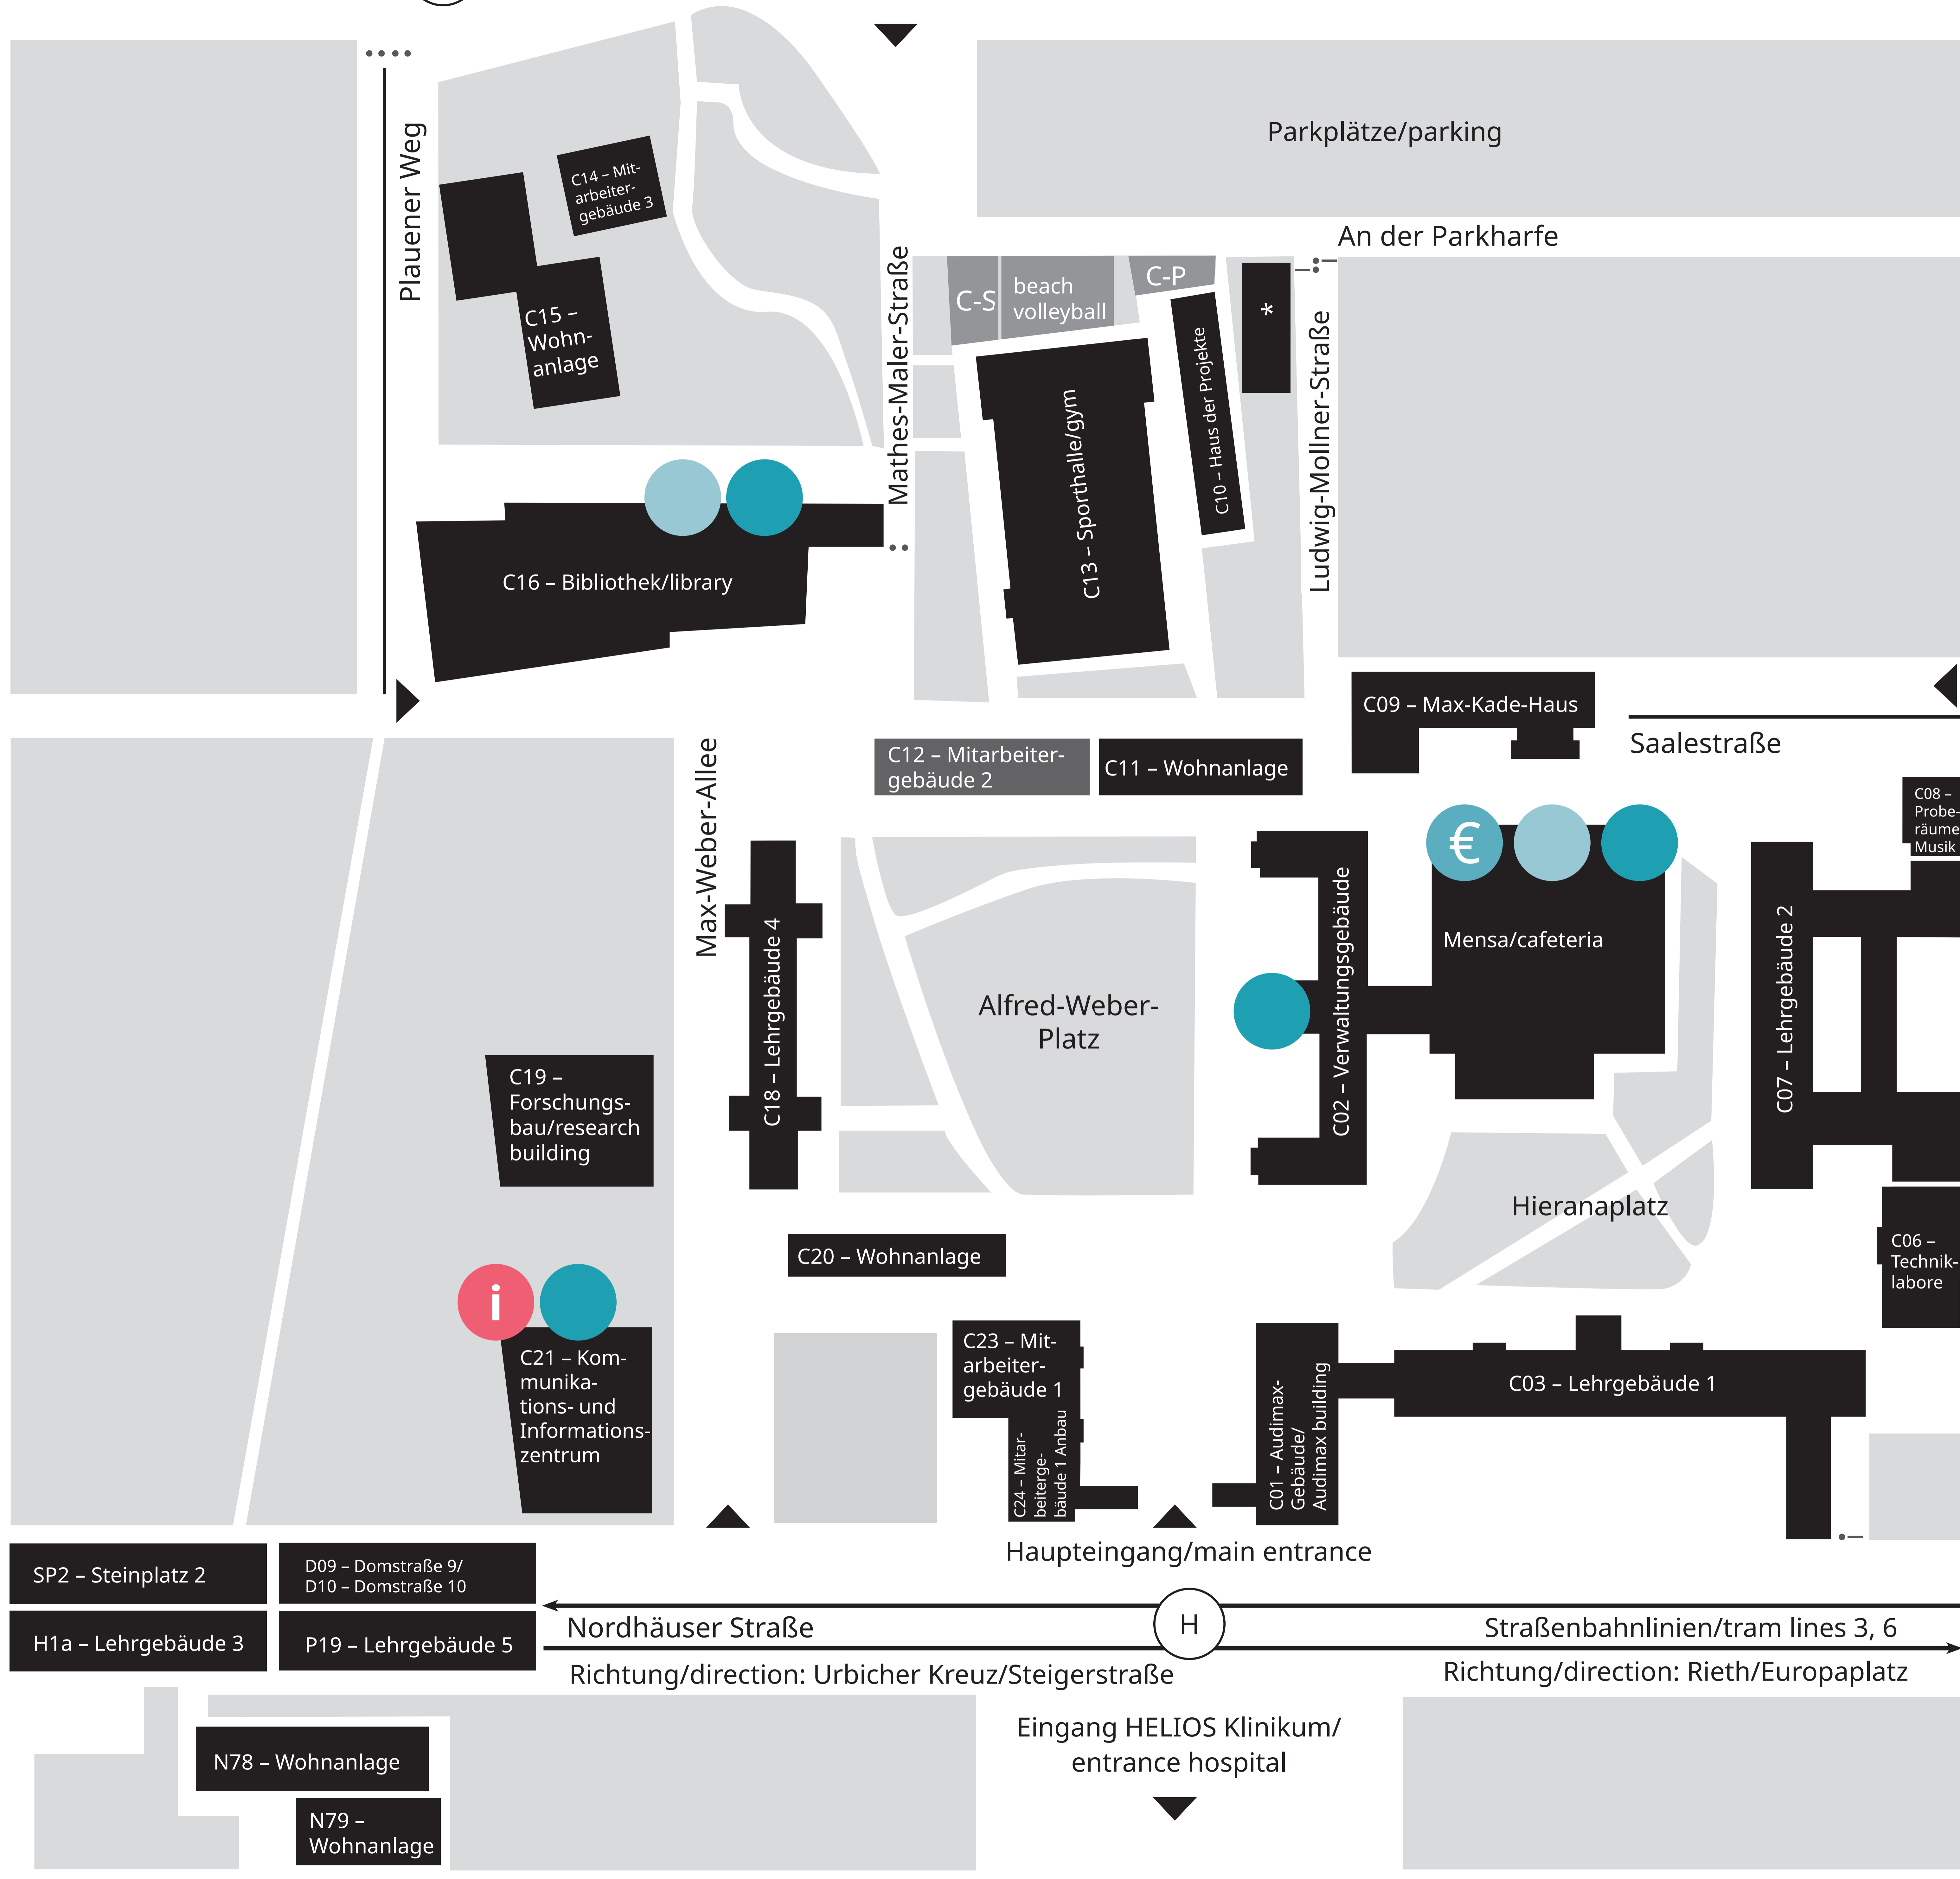 Parkplätze/parking
Plauener Weg
C14 – Mit-
arbeiter-
gebäude 3
An der Parkharfe
C15 –
Wohn-
anlage
Mathes-Maler-Straße
C-S
beach
volleyball
C-P
*
C10 – Haus der Projekte
C13 – Sporthalle/gym
Ludwig-Mollner-Straße
C16 – Bibliothek/library
C09 – Max-Kade-Haus
Saalestraße
C12 – Mitarbeiter-
gebäude 2
C11 – Wohnanlage
Max-Weber-Allee
C08 –
Probe-
räume
Musik
€
Mensa/cafeteria
C18 – Lehrgebäude 4
Alfred-Weber-
Platz
C02 – Verwaltungsgebäude
C07 – Lehrgebäude 2
C19 –
Forschungs-
bau/research
building
Hieranaplatz
C20 – Wohnanlage
C06 –
Technik-
labore
i
C21 – Kom-
munika-
tions- und
Informations-
zentrum
C23 – Mit-
arbeiter-
gebäude 1
C24 – Mitar-
beiterge-
bäude 1 Anbau
C01 – Audimax-
Gebäude/
Audimax building
C03 – Lehrgebäude 1
Haupteingang/main entrance
SP2 – Steinplatz 2
D09 – Domstraße 9/
D10 – Domstraße 10
H1a – Lehrgebäude 3
P19 – Lehrgebäude 5
Nordhäuser Straße
H
Straßenbahnlinien/tram lines 3, 6
Richtung/direction: Urbicher Kreuz/Steigerstraße
Richtung/direction: Rieth/Europaplatz
Eingang HELIOS Klinikum/
entrance hospital
N78 – Wohnanlage
N79 –
Wohnanlage